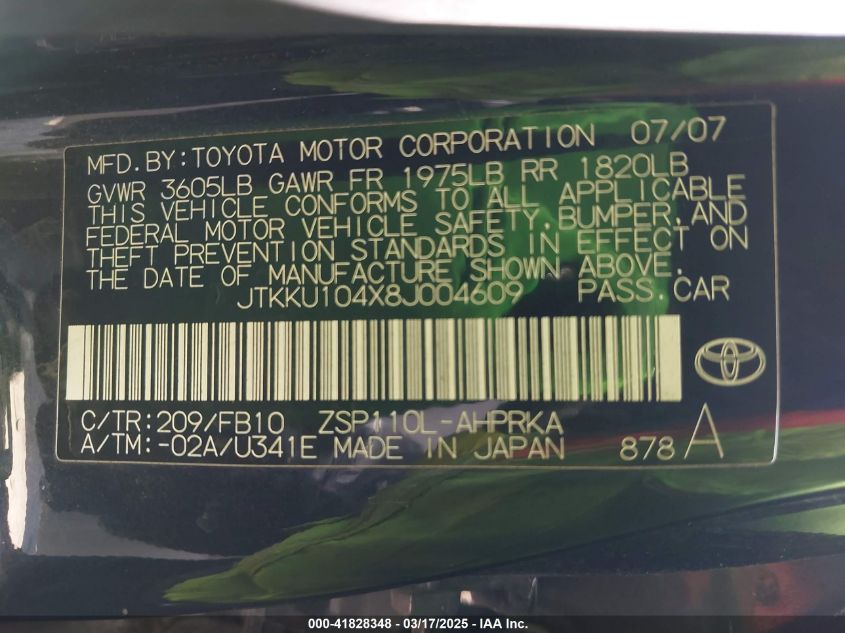 MFD.BY:TOYOTA MOTOR CORPORATION 07/07
GVWR 3605LB GAWR FR 1975LB RR 1820LB
THIS VEHICLE CONFORMS TO ALL APPLICABLE
FEDERAL MOTOR VEHICLE SAFETY,BUMPER,AND
THEFT PREVENTION STANDARDS IN EFFECT ON
THE DATE OF MANUFACTURE SHOWN ABOVE.
JTKKU104X8J004609 PASS.CAR
C/TR:209/FB10 ZSP110L-AHPRKA
A/TM:-02A/U341E MADE IN JAPAN 878 A
000-41828348 - 03/17/2025 - IAA Inc.